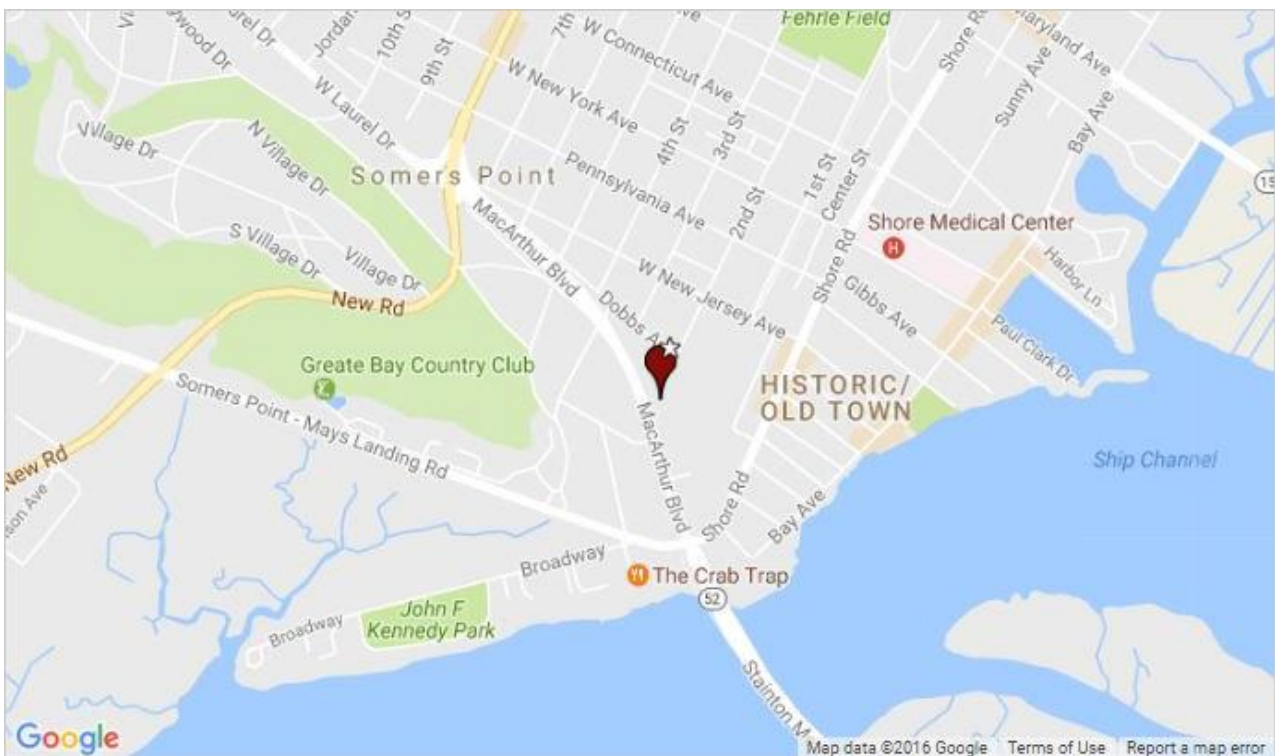 Fehrle Field
Shore Rd
Maryland Ave
W Connecticut Ave
7th St
Jordan
10th St
9th St
W Laurel Dr
W New York Ave
Sunny Ave
Bay Ave
Village Dr
N Village Dr
Somers Point
Pennsylvania Ave
4th St
3rd St
2nd St
1st St
Center St
Shore Rd
Shore Medical Center
H
S Village Dr
Village Dr
New Rd
MacArthur Blvd
Dobbs A
W New Jersey Ave
Gibbs Ave
Harbor Ln
Paul Clark Dr
Greate Bay Country Club
HISTORIC/
OLD TOWN
Somers Point - Mays Landing Rd
MacArthur Blvd
New Rd
son Ave
Ship Channel
Shore Rd
Bay Ave
Broadway
The Crab Trap
52
John F
Kennedy Park
Broadway
Stainton M
Google
Map data ©2016 Google Terms of Use Report a map error